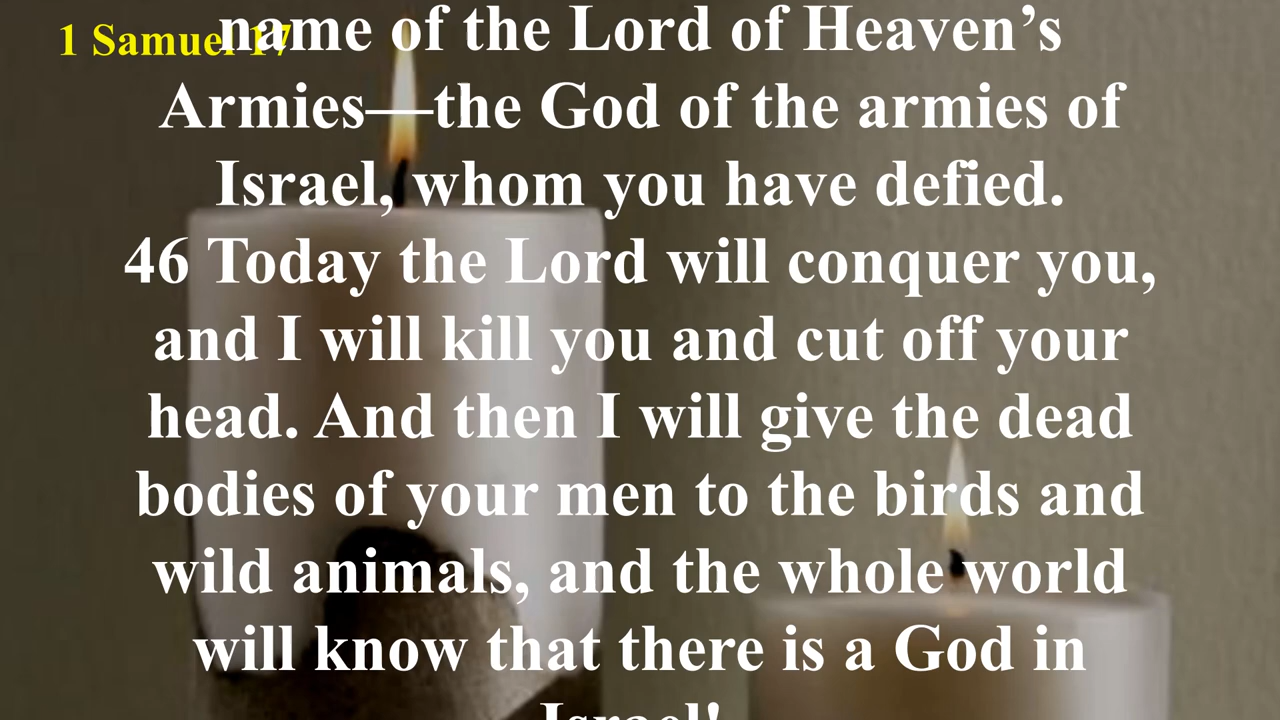 1 Samuel 17
name of the Lord of Heaven’s
Armies—the God of the armies of
Israel, whom you have defied.
46 Today the Lord will conquer you,
and I will kill you and cut off your
head. And then I will give the dead
bodies of your men to the birds and
wild animals, and the whole world
will know that there is a God in
Israel!